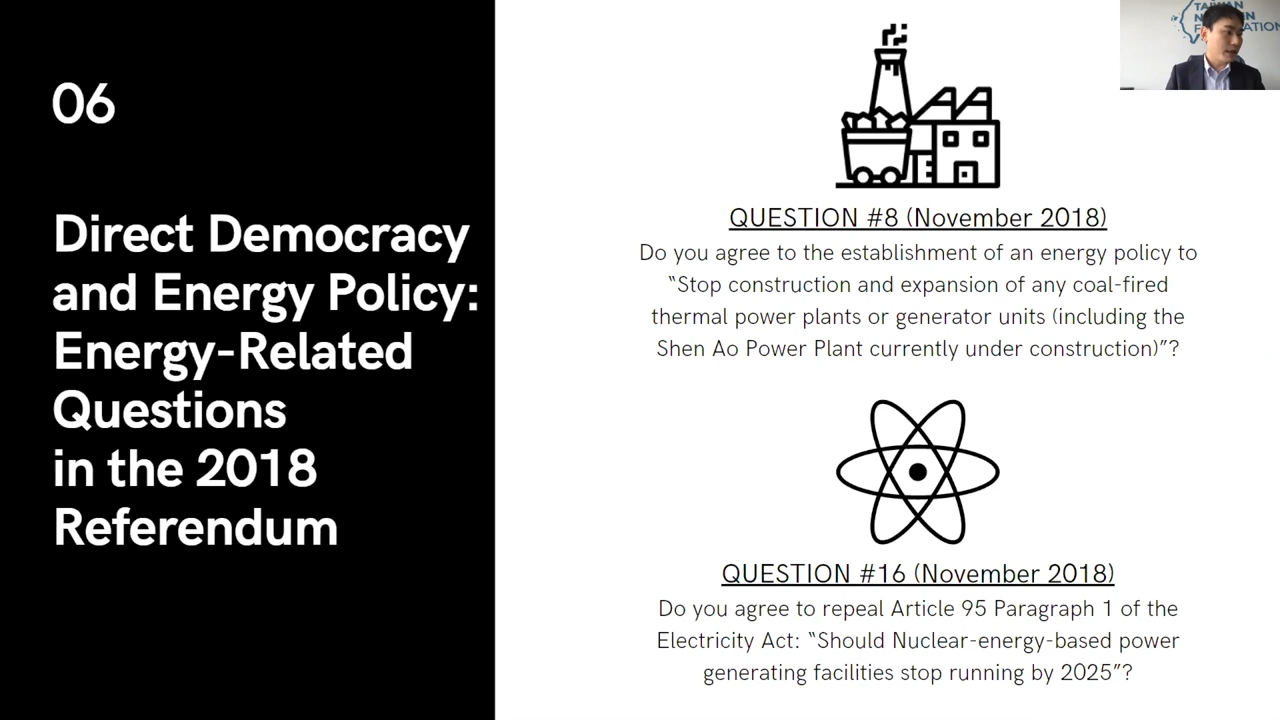 06
Direct Democracy
and Energy Policy:
Energy-Related
Questions
in the 2018
Referendum
QUESTION #8 (November 2018)
Do you agree to the establishment of an energy policy to
“Stop construction and expansion of any coal-fired
thermal power plants or generator units (including the
Shen Ao Power Plant currently under construction)”?
QUESTION #16 (November 2018)
Do you agree to repeal Article 95 Paragraph 1 of the
Electricity Act: “Should Nuclear-energy-based power
generating facilities stop running by 2025”?